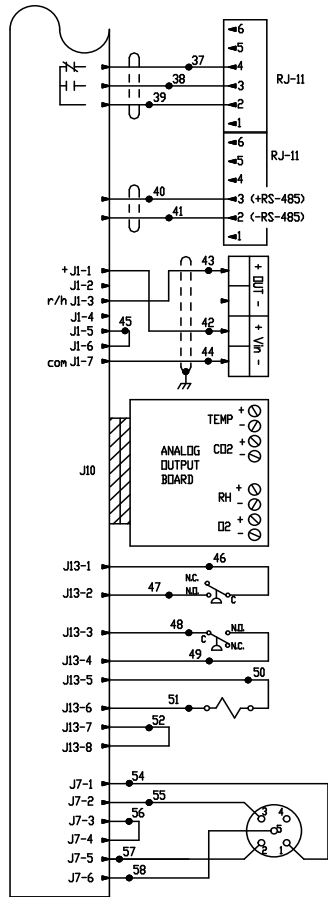 6
5
37
4
RJ-11
38
3
39
2
1
6
RJ-11
5
4
40
3 (+RS-485)
41
2 (-RS-485)
1
43
+ J1-1
J1-2
r/h J1-3
+ OUT -
J1-4
45
J1-5
42
+ Vin -
J1-6
44
com J1-7
TEMP + -
ANALOG
OUTPUT
BOARD
CO2 + -
J10
RH + -
O2 + -
46
J13-1
N.C.
47
J13-2
N.O.
C
48
J13-3
N.O.
C
N.C.
49
J13-4
50
J13-5
51
J13-6
52
J13-7
J13-8
54
J7-1
55
J7-2
3 4
56
J7-3
5
J7-4
57
2 1
J7-5
58
J7-6